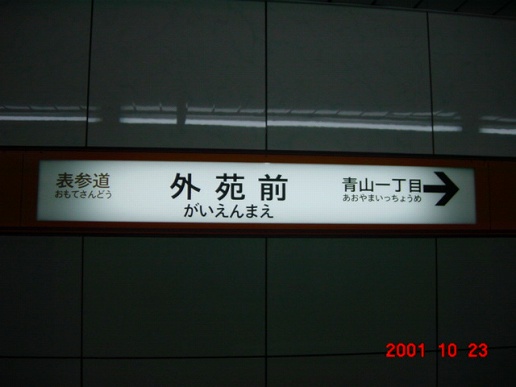 表参道
おもてさんどう
外苑前
がいえんまえ
青山一丁目
あおやまいっちょうめ
2001 10 23